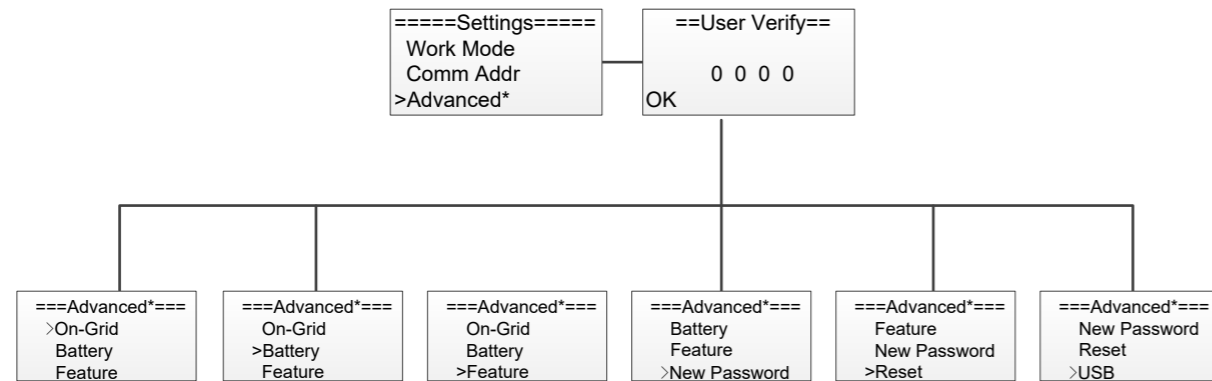 =====Settings=====
Work Mode
Comm Addr
>Advanced*
==User Verify==
0 0 0 0
OK
===Advanced*===
>On-Grid
Battery
Feature
===Advanced*===
On-Grid
>Battery
Feature
===Advanced*===
On-Grid
Battery
>Feature
===Advanced*===
Battery
Feature
>New Password
===Advanced*===
Feature
New Password
>Reset
===Advanced*===
New Password
Reset
>USB